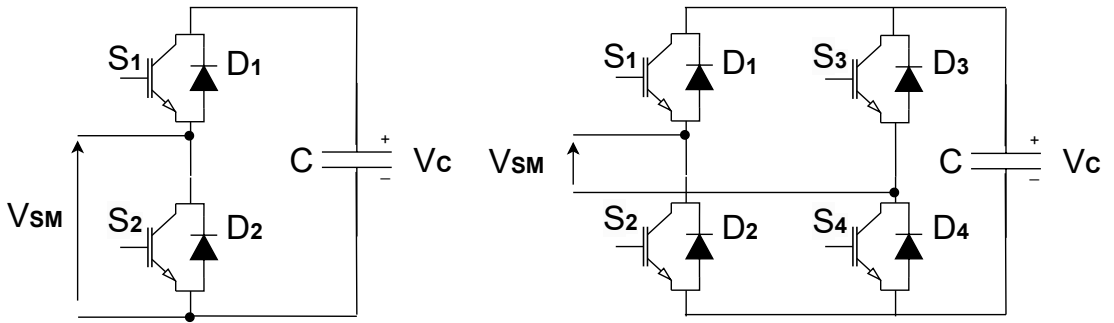 S1
D1
+
C
VC
–
VSM
S2
D2
S1
D1
S3
D3
+
VSM
C
VC
–
S2
D2
S4
D4